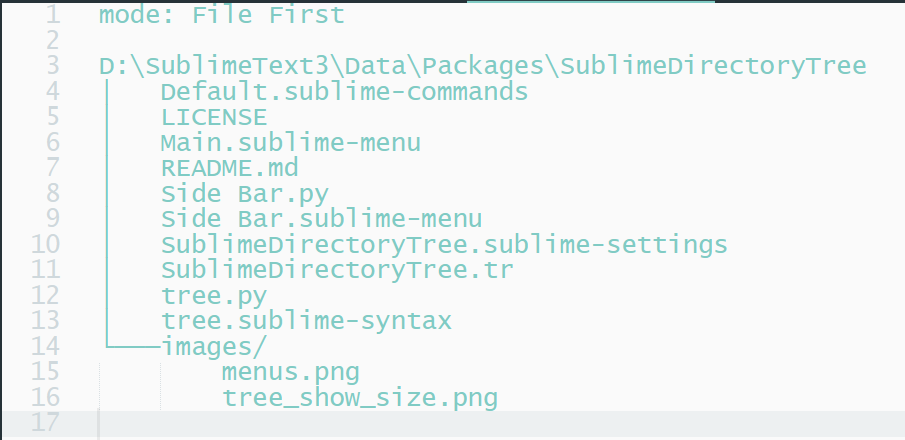 1 mode: File First
2
3 D:\SublimeText3\Data\Packages\SublimeDirectoryTree
4 │   Default.sublime-commands
5 │   LICENSE
6 │   Main.sublime-menu
7 │   README.md
8 │   Side Bar.py
9 │   Side Bar.sublime-menu
10 │   SublimeDirectoryTree.sublime-settings
11 │   SublimeDirectoryTree.tr
12 │   tree.py
13 │   tree.sublime-syntax
14 └───images/
15         menus.png
16         tree_show_size.png
17